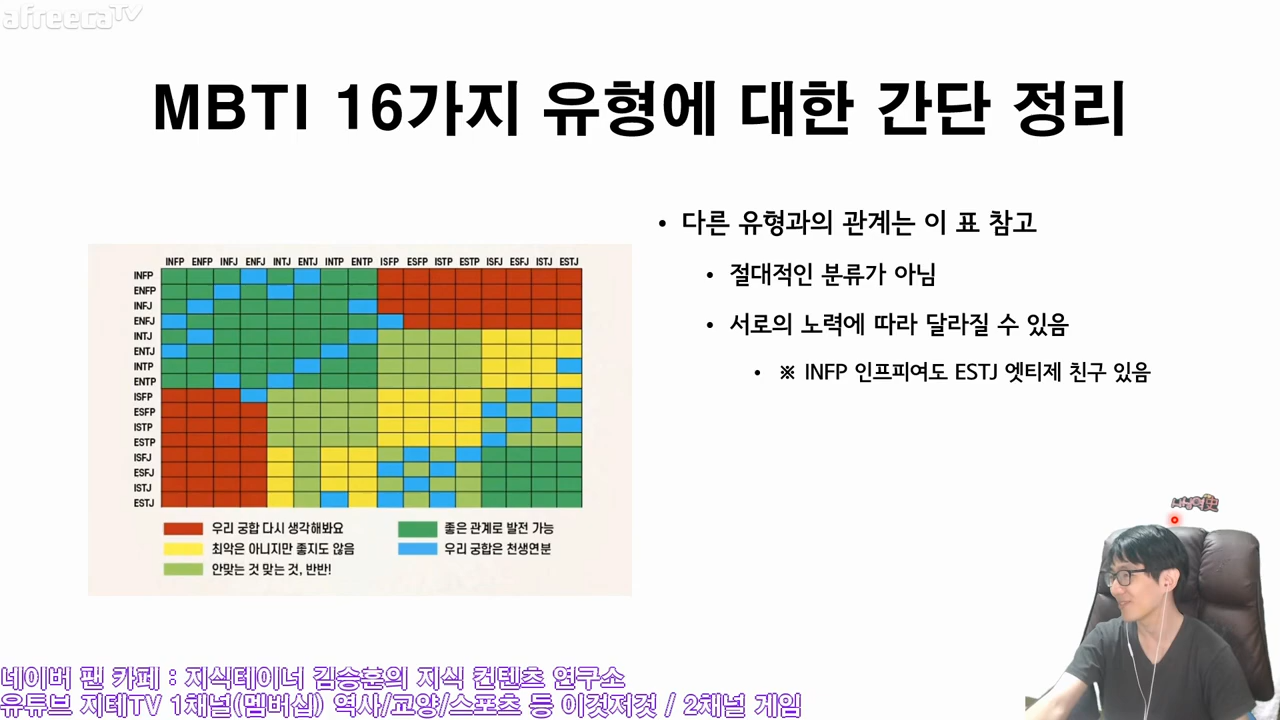 afreecaTV
MBTI 16가지 유형에 대한 간단 정리
• 다른 유형과의 관계는 이 표 참고
• 절대적인 분류가 아님
• 서로의 노력에 따라 달라질 수 있음
• ※ INFP 인프피여도 ESTJ 엣티제 친구 있음
INFP ENFP INFJ ENFJ INTJ ENTJ INTP ENTP ISFP ESFP ISTP ESTP ISFJ ESFJ ISTJ ESTJ
INFP
ENFP
INFJ
ENFJ
INTJ
ENTJ
INTP
ENTP
ISFP
ESFP
ISTP
ESTP
ISFJ
ESFJ
ISTJ
ESTJ
우리 궁합 다시 생각해봐요
최악은 아니지만 좋지도 않음
안맞는 것 맞는 것, 반반!
좋은 관계로 발전 가능
우리 궁합은 천생연분
네이버 팬 카페 : 지식테이너 김승훈의 지식 컨텐츠 연구소
유튜브 지테TV 1채널(멤버십) 역사/교양/스포츠 등 이것저것 / 2채널 게임